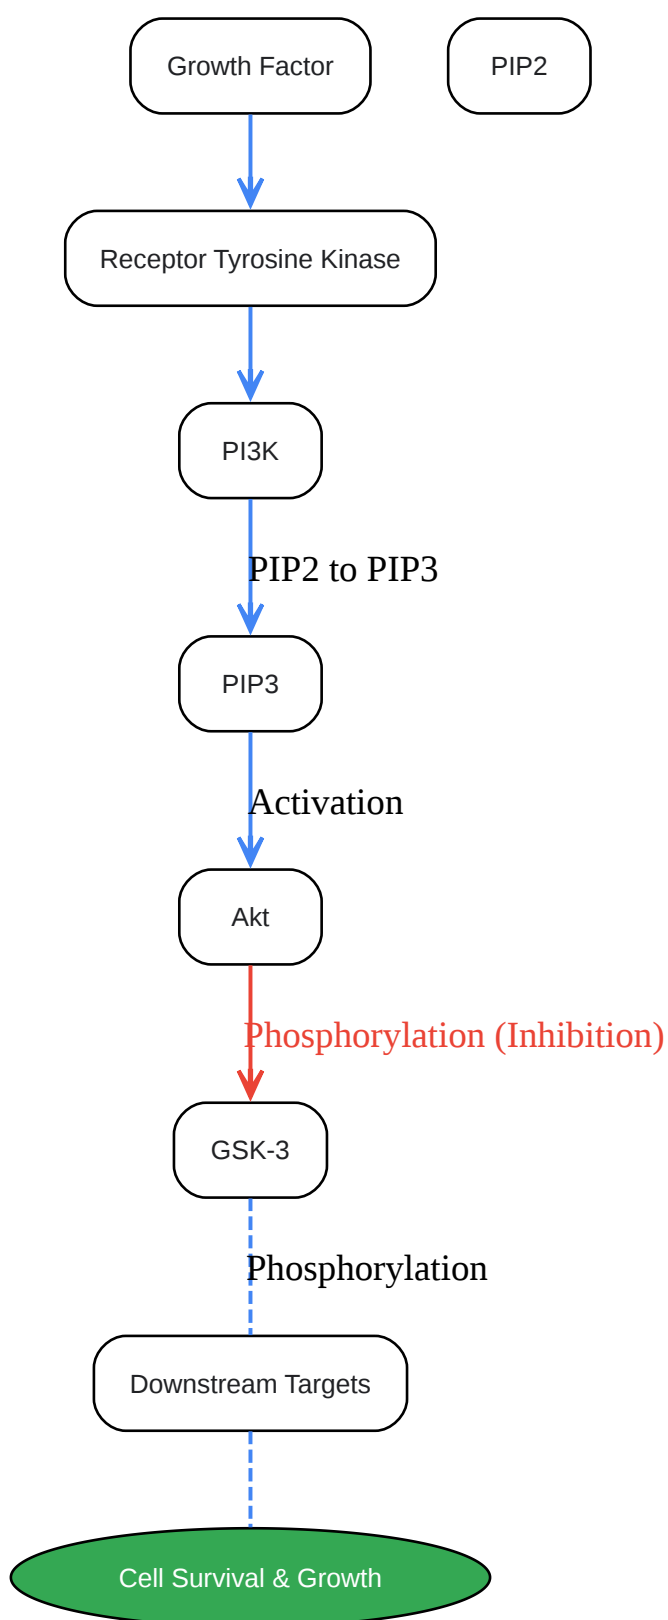 Growth Factor
PIP2
Receptor Tyrosine Kinase
PI3K
PIP2 to PIP3
PIP3
Activation
Akt
Phosphorylation (Inhibition)
GSK-3
Phosphorylation
Downstream Targets
Cell Survival & Growth